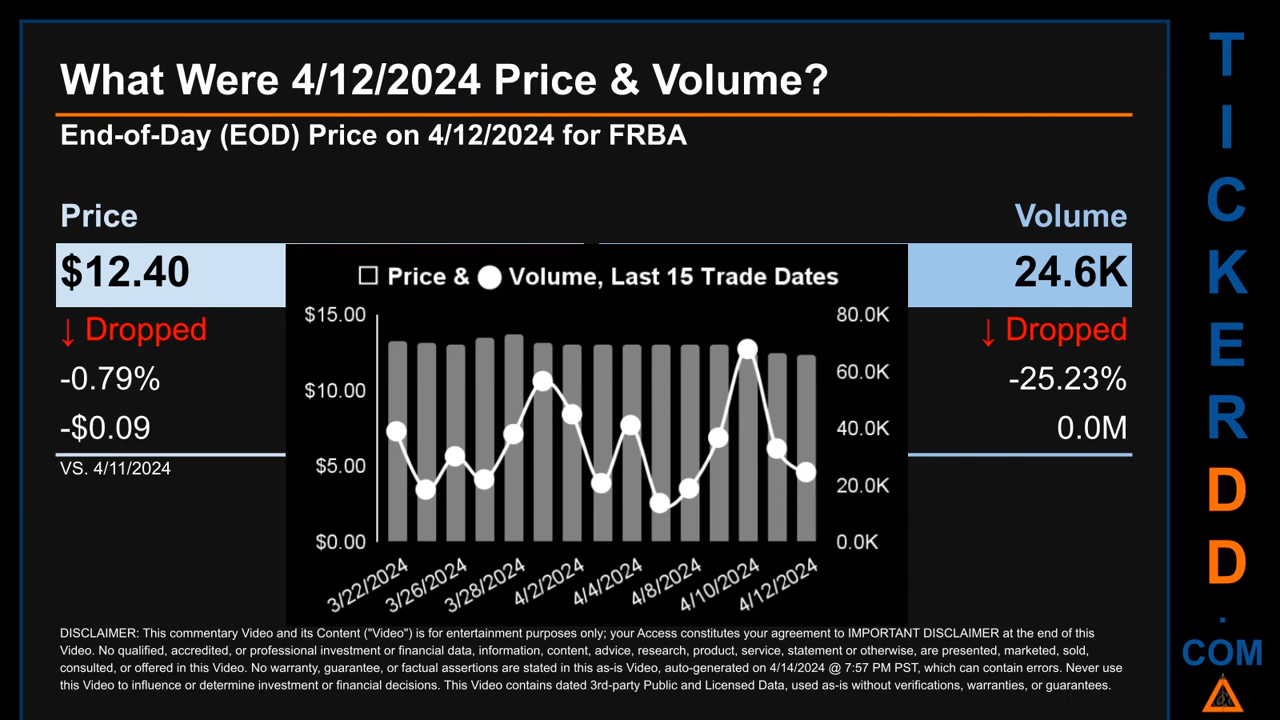 What Were 4/12/2024 Price & Volume?
End-of-Day (EOD) Price on 4/12/2024 for FRBA
Price
Volume
$12.40
24.6K
↓ Dropped
↓ Dropped
-0.79%
-25.23%
-$0.09
0.0M
VS. 4/11/2024
Price & Volume, Last 15 Trade Dates
$15.00
$10.00
$5.00
$0.00
80.0K
60.0K
40.0K
20.0K
0.0K
3/22/2024
3/26/2024
3/28/2024
4/2/2024
4/4/2024
4/8/2024
4/10/2024
4/12/2024
DISCLAIMER: This commentary Video and its Content ("Video") is for entertainment purposes only; your Access constitutes your agreement to IMPORTANT DISCLAIMER at the end of this
Video. No qualified, accredited, or professional investment or financial data, information, content, advice, research, product, service, statement or otherwise, are presented, marketed, sold,
consulted, or offered in this Video. No warranty, guarantee, or factual assertions are stated in this as-is Video, auto-generated on 4/14/2024 @ 7:57 PM PST, which can contain errors. Never use
this Video to influence or determine investment or financial decisions. This Video contains dated 3rd-party Public and Licensed Data, used as-is without verifications, warranties, or guarantees.
T
I
C
K
E
R
D
D
.
COM